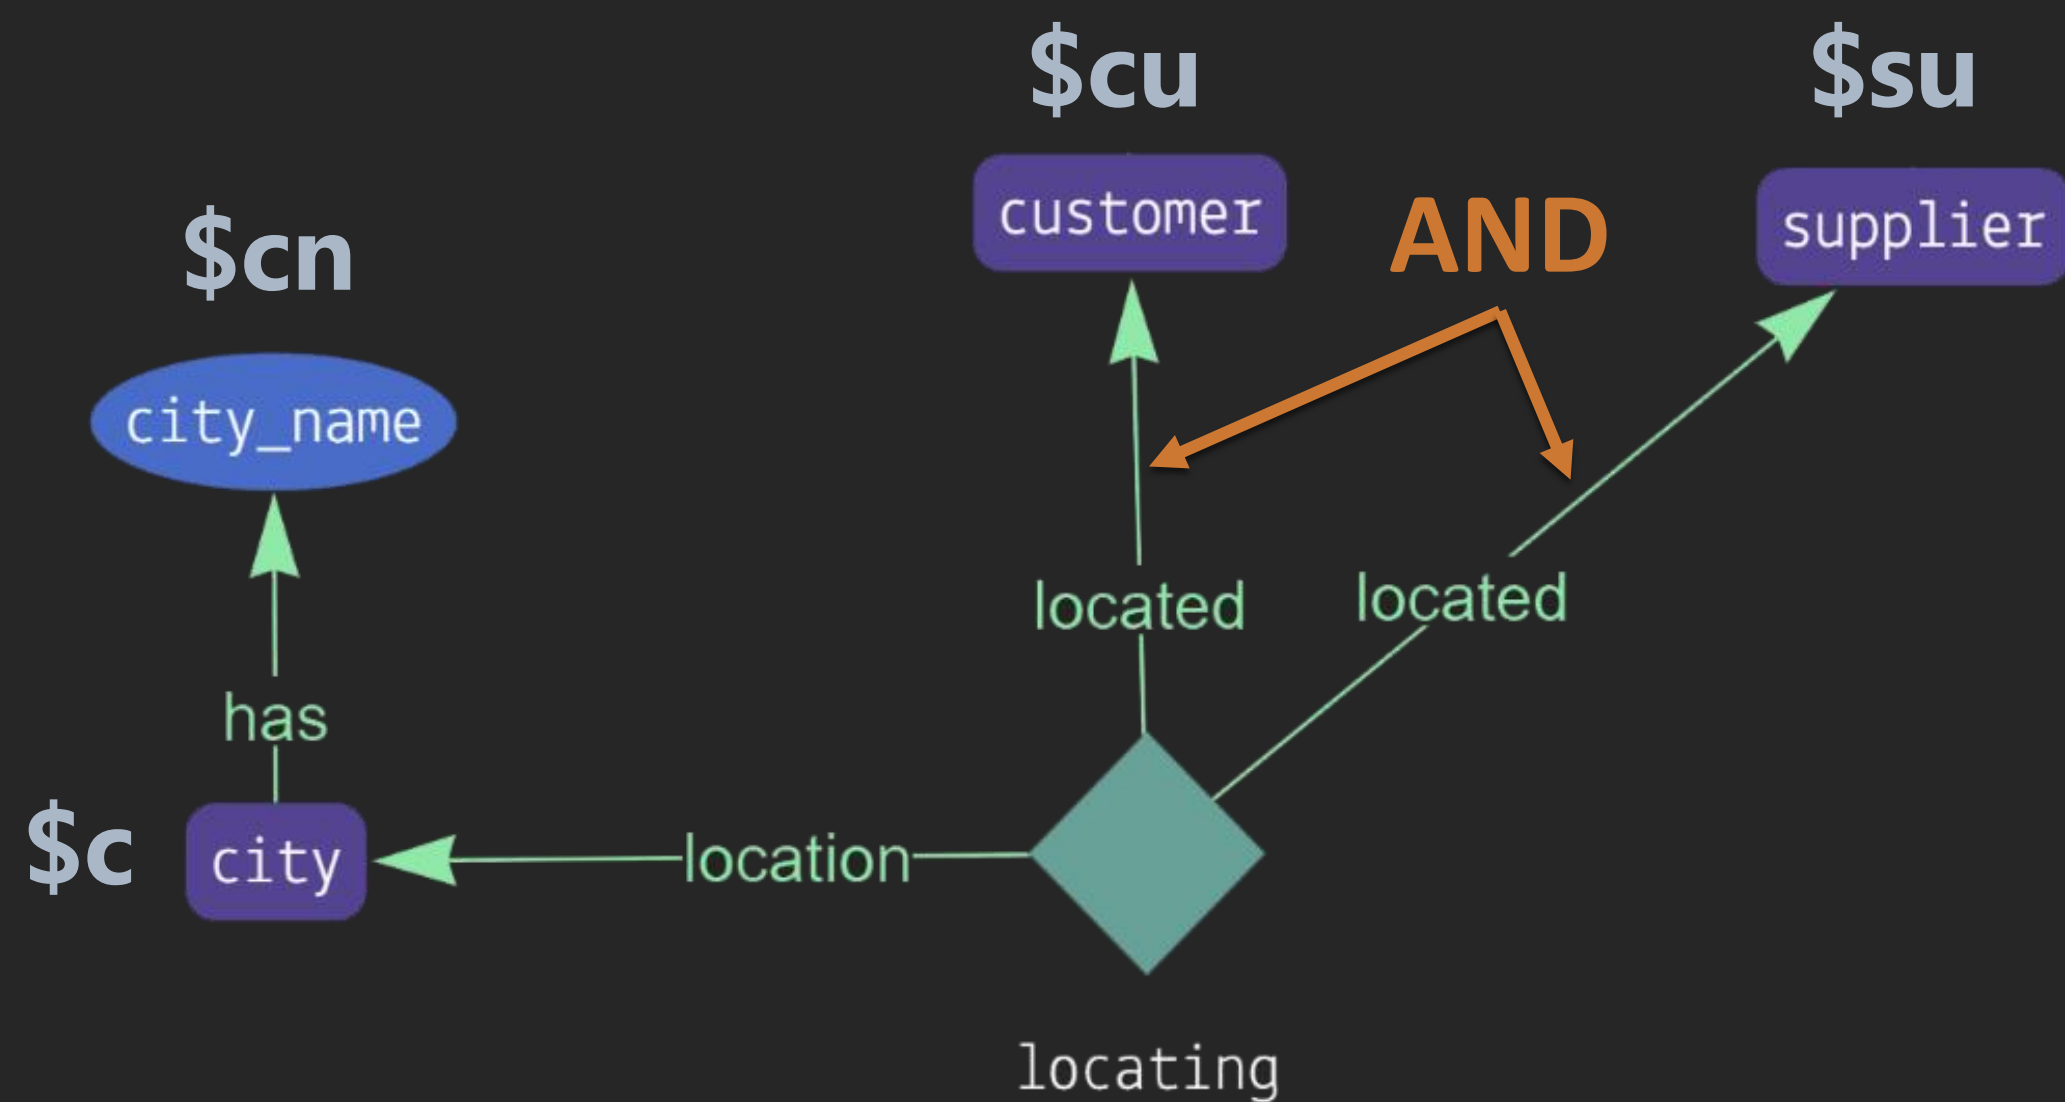 $cu
$su
customer
AND
supplier
$cn
city_name
located
located
has
$c
city
location
locating